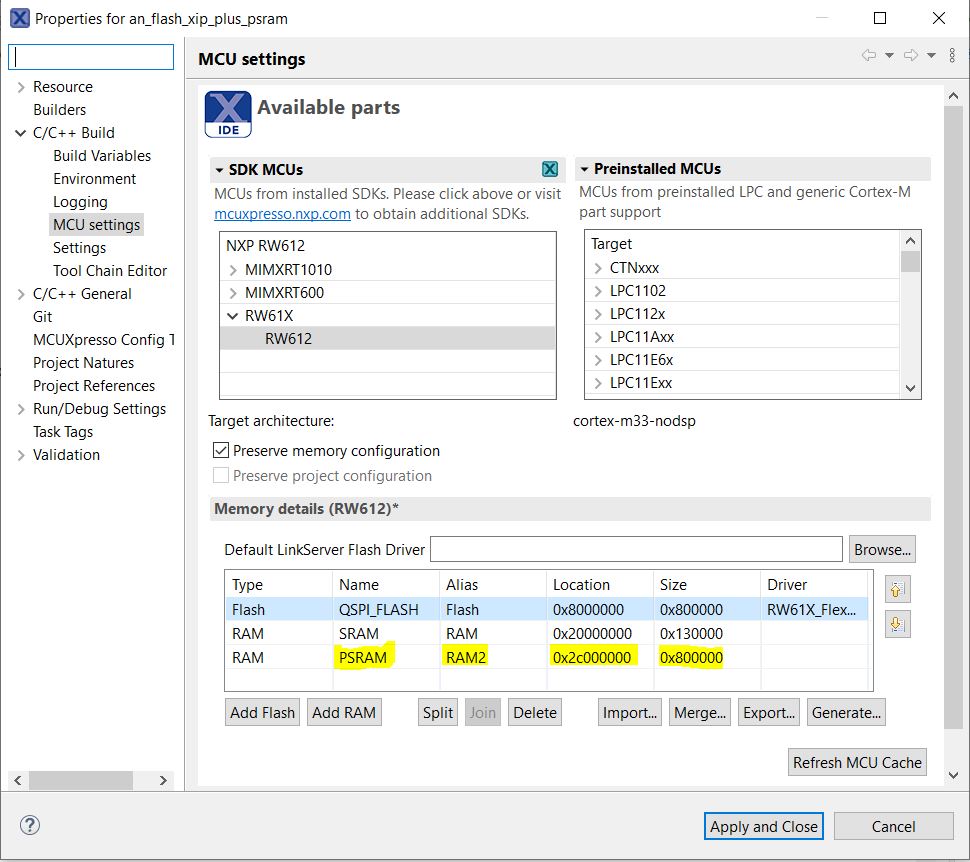 Properties for an_flash_xip_plus_psram
MCU settings
Resource
Builders
C/C++ Build
Build Variables
Environment
Logging
MCU settings
Settings
Tool Chain Editor
C/C++ General
Git
MCUXpresso Config T
Project Natures
Project References
Run/Debug Settings
Task Tags
Validation
IDE
Available parts
SDK MCUs
MCUs from installed SDKs. Please click above or visit
mcuxpresso.nxp.com to obtain additional SDKs.
NXP RW612
MIMXRT1010
MIMXRT600
RW61X
RW612
Preinstalled MCUs
MCUs from preinstalled LPC and generic Cortex-M
part support
Target
CTNxxx
LPC1102
LPC112x
LPC11Axx
LPC11E6x
LPC11Exx
Target architecture: cortex-m33-nodsp
Preserve memory configuration
Preserve project configuration
Memory details (RW612)*
Default LinkServer Flash Driver Browse...
Type Name Alias Location Size Driver
Flash QSPI_FLASH Flash 0x8000000 0x800000 RW61X_Flex...
RAM SRAM RAM 0x20000000 0x130000
RAM PSRAM RAM2 0x2c000000 0x800000
Add Flash Add RAM Split Join Delete Import... Merge... Export... Generate...
Refresh MCU Cache
Apply and Close Cancel